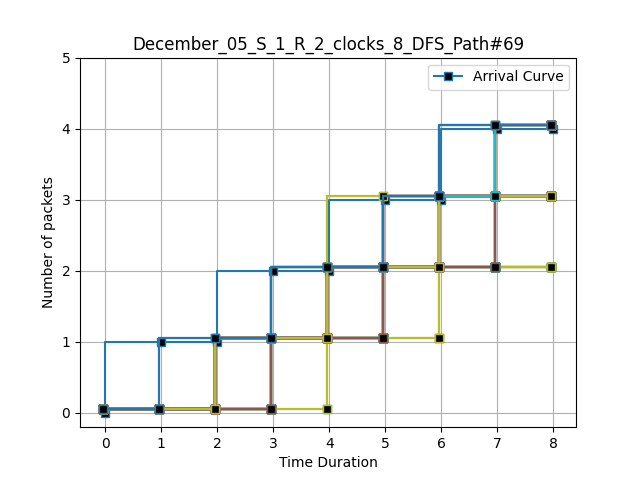 December_05_S_1_R_2_clocks_8_DFS_Path#69
Arrival Curve
Number of packets
5
4
3
2
1
0
0 1 2 3 4 5 6 7 8
Time Duration